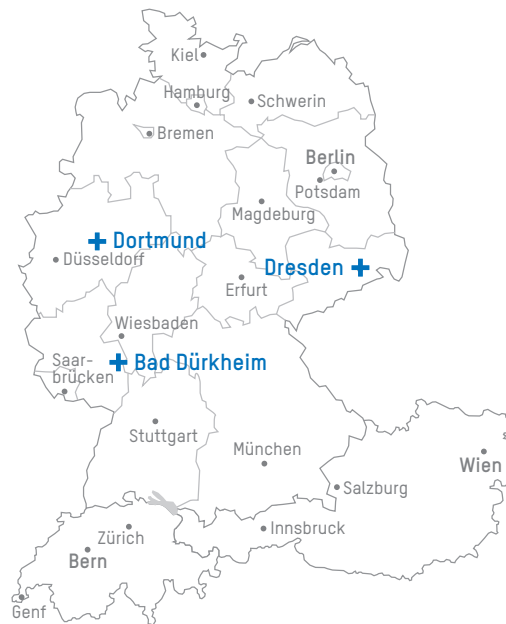 Kiel
Hamburg
Schwerin
Bremen
Berlin
Potsdam
Magdeburg
Dortmund
Düsseldorf
Dresden
Erfurt
Wiesbaden
Bad Dürkheim
Saar-
brücken
Stuttgart
München
Wien
Salzburg
Innsbruck
Zürich
Bern
Genf